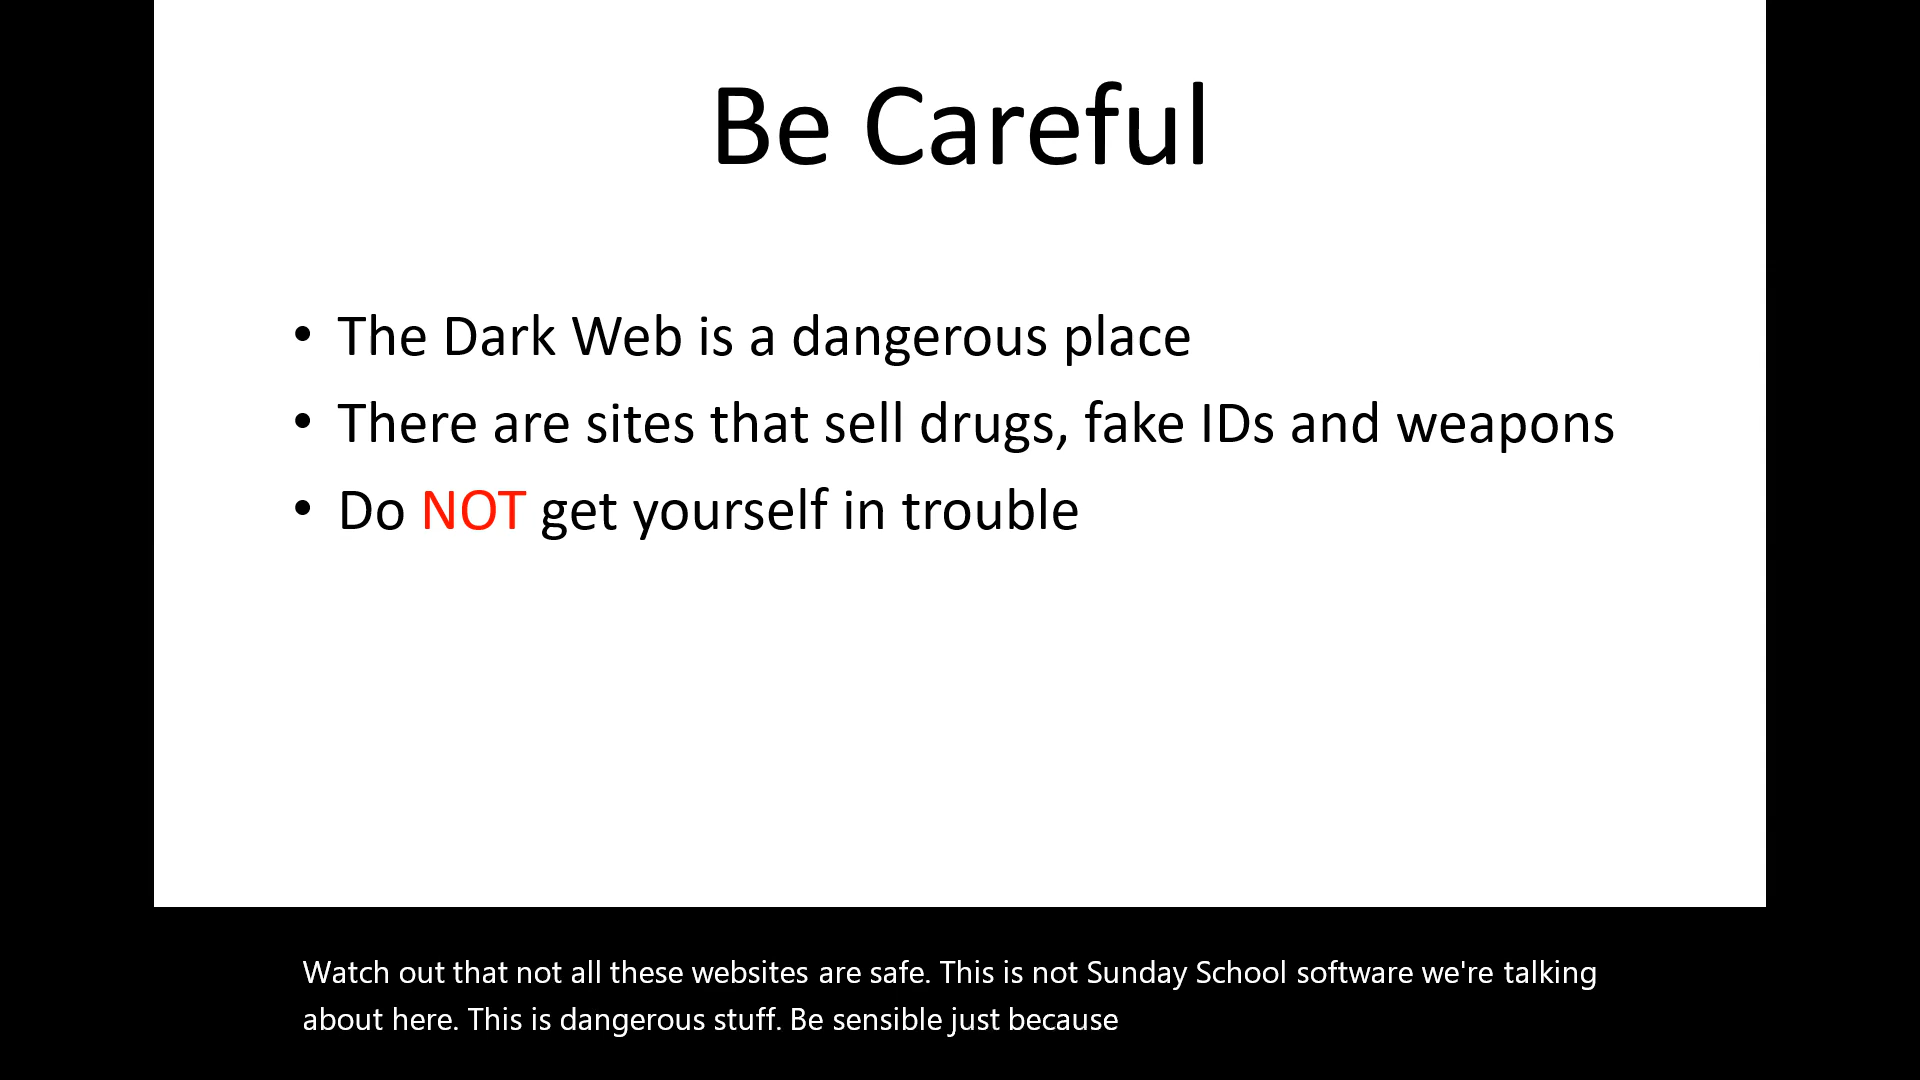 Be Careful
• The Dark Web is a dangerous place
• There are sites that sell drugs, fake IDs and weapons
• Do NOT get yourself in trouble
Watch out that not all these websites are safe. This is not Sunday School software we're talking
about here. This is dangerous stuff. Be sensible just because